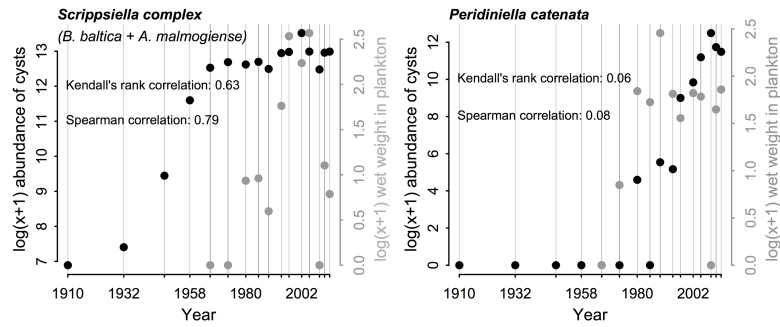 Scrippsiella complex
(B. baltica + A. malmogiense)
Kendall's rank correlation: 0.63
Spearman correlation: 0.79
log(x+1) abundance of cysts
13
12
11
10
9
8
7
log(x+1) wet weight in plankton
2.5
2.0
1.5
1.0
0.5
0.0
1910 1932 1958 1980 2002
Year
Peridiniella catenata
Kendall's rank correlation: 0.06
Spearman correlation: 0.08
log(x+1) abundance of cysts
12
10
8
6
4
2
0
log(x+1) wet weight in plankton
2.5
2.0
1.5
1.0
0.5
0.0
1910 1932 1958 1980 2002
Year